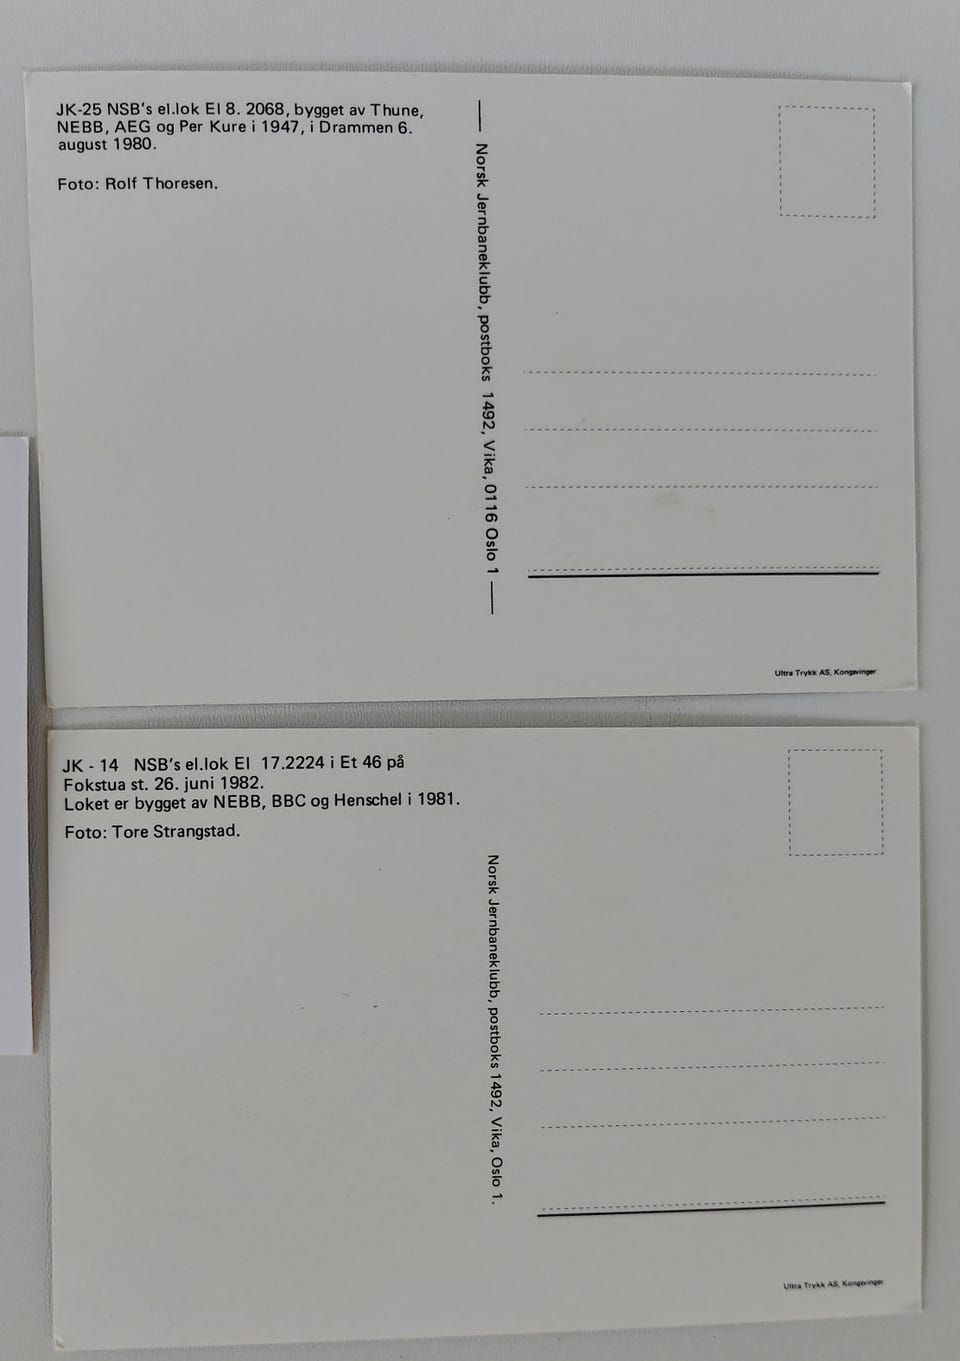 JK-25 NSB's el.lok El 8. 2068, bygget av Thune,
NEBB, AEG og Per Kure i 1947, i Drammen 6.
august 1980.
Foto: Rolf Thoresen.
Norsk Jernbaneklubb, postboks 1492, Vika, 0116 Oslo 1
Ultra Trykk AS, Kongsvinger
JK - 14 NSB's el.lok El 17.2224 i Et 46 på
Fokstua st. 26. juni 1982.
Loket er bygget av NEBB, BBC og Henschel i 1981.
Foto: Tore Strangstad.
Norsk Jernbaneklubb, postboks 1492, Vika, Oslo 1.
Ultra Trykk AS, Kongsvinger